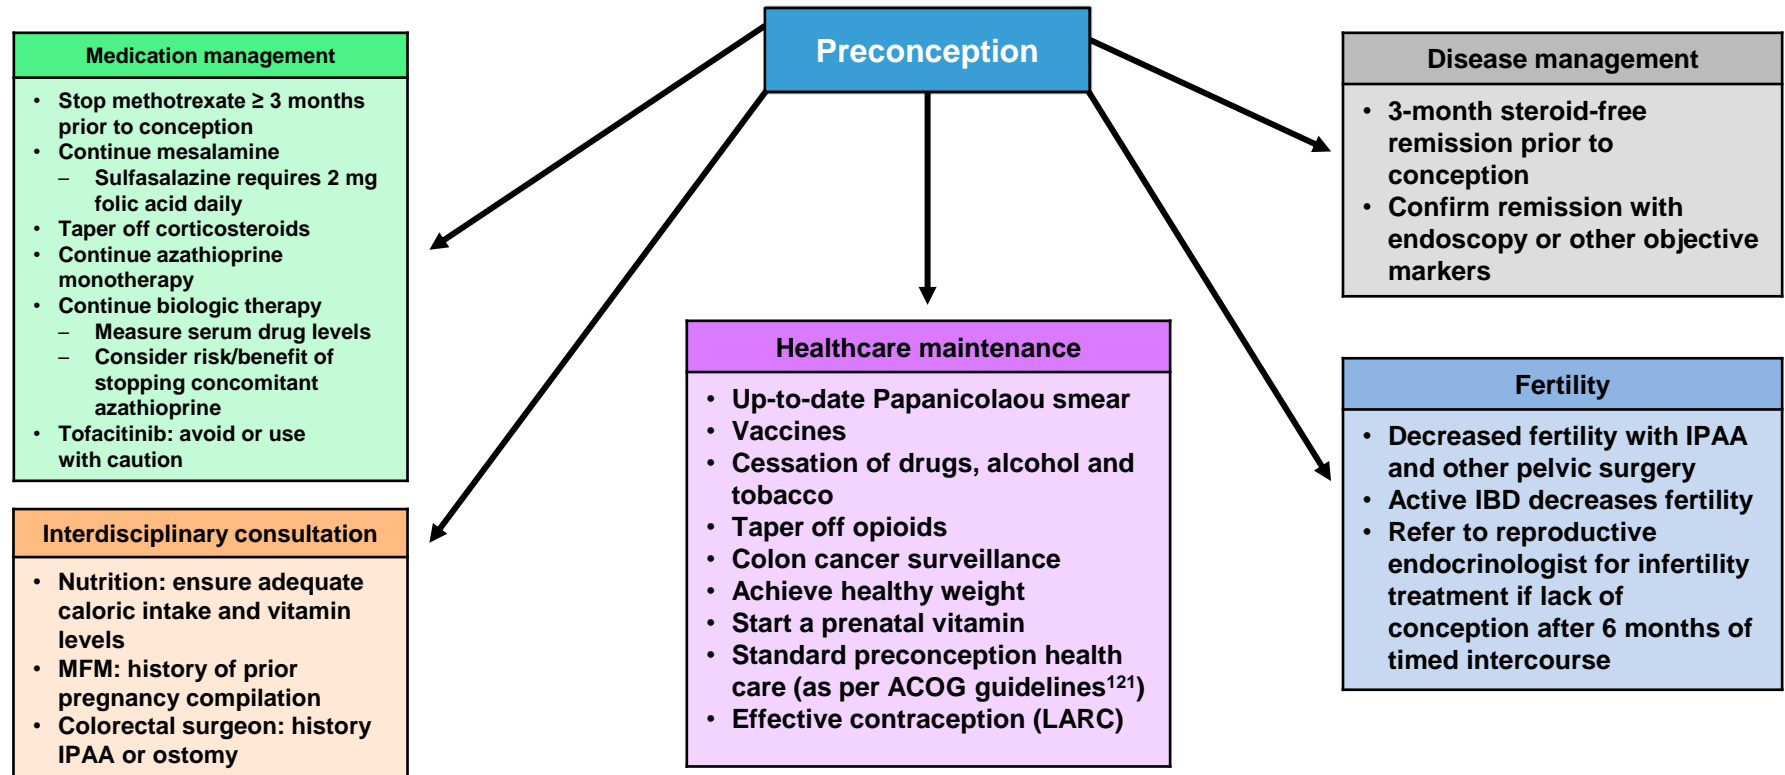 Preconception
Medication management
• Stop methotrexate ≥ 3 months
prior to conception
• Continue mesalamine
– Sulfasalazine requires 2 mg
folic acid daily
• Taper off corticosteroids
• Continue azathioprine
monotherapy
• Continue biologic therapy
– Measure serum drug levels
– Consider risk/benefit of
stopping concomitant
azathioprine
• Tofacitinib: avoid or use
with caution
Interdisciplinary consultation
• Nutrition: ensure adequate
caloric intake and vitamin
levels
• MFM: history of prior
pregnancy compilation
• Colorectal surgeon: history
IPAA or ostomy
Healthcare maintenance
• Up-to-date Papanicolaou smear
• Vaccines
• Cessation of drugs, alcohol and
tobacco
• Taper off opioids
• Colon cancer surveillance
• Achieve healthy weight
• Start a prenatal vitamin
• Standard preconception health
care (as per ACOG guidelines¹²¹)
• Effective contraception (LARC)
Disease management
• 3-month steroid-free
remission prior to
conception
• Confirm remission with
endoscopy or other objective
markers
Fertility
• Decreased fertility with IPAA
and other pelvic surgery
• Active IBD decreases fertility
• Refer to reproductive
endocrinologist for infertility
treatment if lack of
conception after 6 months of
timed intercourse